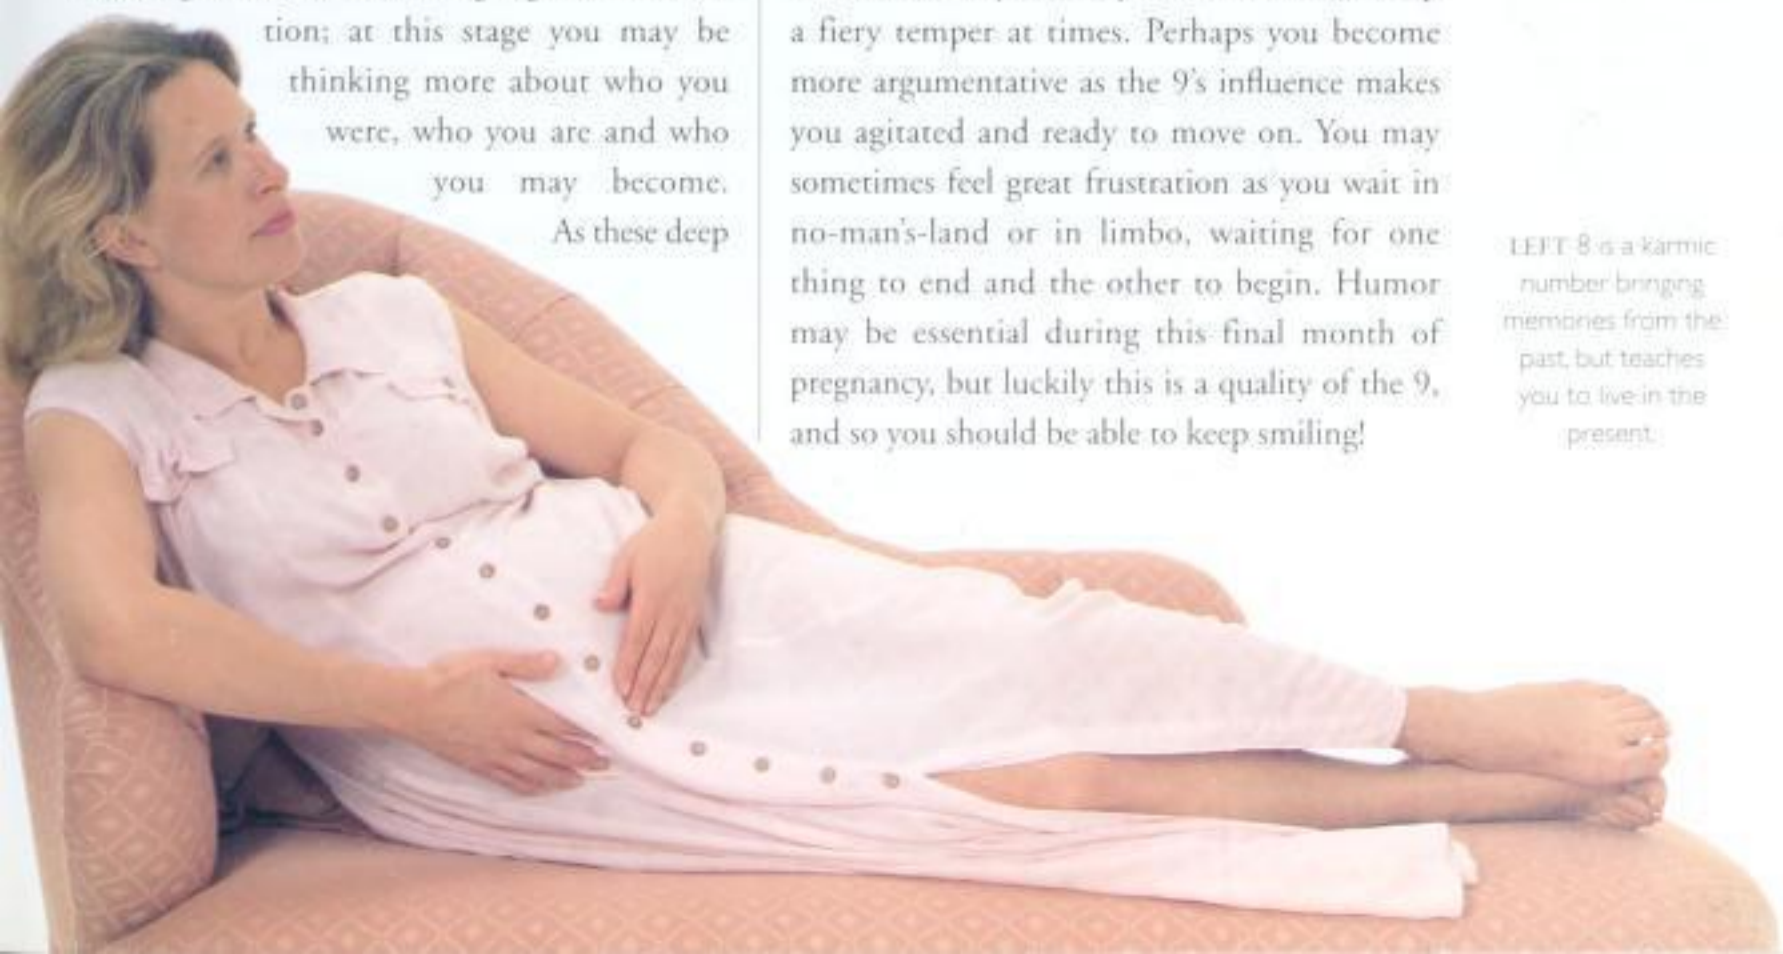 tion; at this stage you may be
thinking more about who you
were, who you are and who
you may become.
As these deep
a fiery temper at times. Perhaps you become
more argumentative as the 9's influence makes
you agitated and ready to move on. You may
sometimes feel great frustration as you wait in
no-man's-land or in limbo, waiting for one
thing to end and the other to begin. Humor
may be essential during this final month of
pregnancy, but luckily this is a quality of the 9,
and so you should be able to keep smiling!
LEFT 8 is a karmic
number bringing
memories from the
past, but teaches
you to live in the
present.